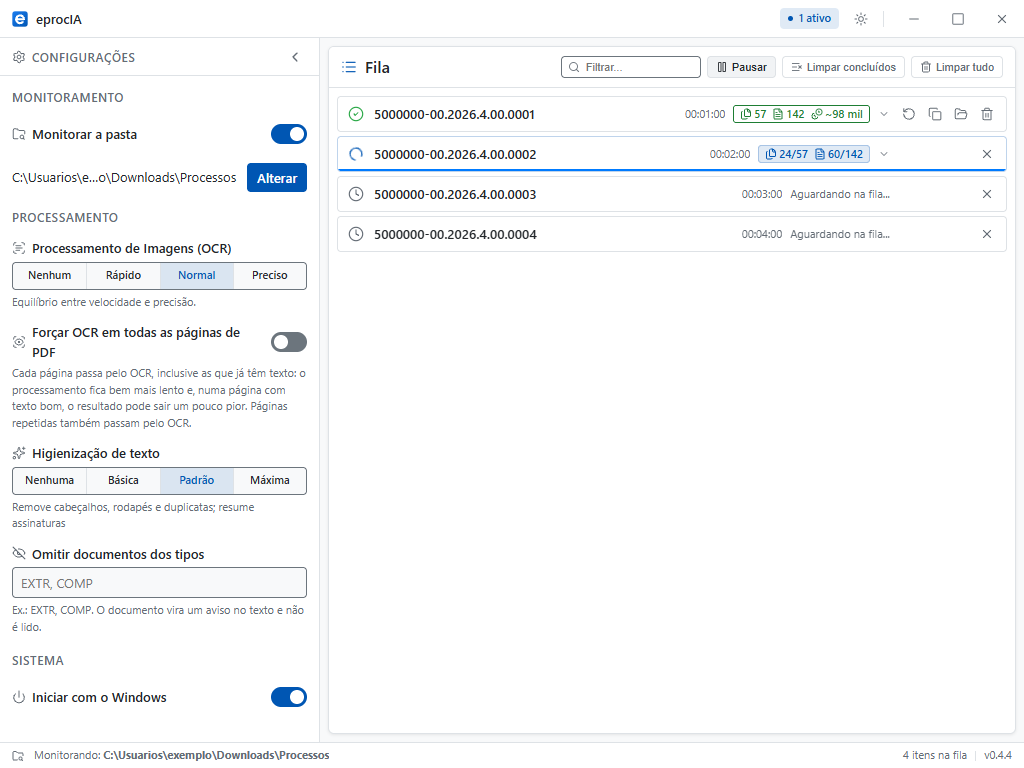 eprocIA
1 ativo
CONFIGURAÇÕES
MONITORAMENTO
Monitorar a pasta
C:\Usuarios\e...o\Downloads\Processos
Alterar
PROCESSAMENTO
Processamento de Imagens (OCR)
Nenhum Rápido Normal Preciso
Equilíbrio entre velocidade e precisão.
Forçar OCR em todas as páginas de
PDF
Cada página passa pelo OCR, inclusive as que já têm texto: o
processamento fica bem mais lento e, numa página com
texto bom, o resultado pode sair um pouco pior. Páginas
repetidas também passam pelo OCR.
Higienização de texto
Nenhuma Básica Padrão Máxima
Remove cabeçalhos, rodapés e duplicatas; resume
assinaturas
Omitir documentos dos tipos
EXTR, COMP
Ex.: EXTR, COMP. O documento vira um aviso no texto e não
é lido.
SISTEMA
Iniciar com o Windows
Fila
Filtrar...
Pausar
Limpar concluídos
Limpar tudo
5000000-00.2026.4.00.0001 00:01:00 57 142 ~98 mil
5000000-00.2026.4.00.0002 00:02:00 24/57 60/142
5000000-00.2026.4.00.0003 00:03:00 Aguardando na fila...
5000000-00.2026.4.00.0004 00:04:00 Aguardando na fila...
Monitorando: C:\Usuarios\exemplo\Downloads\Processos
4 itens na fila v0.4.4